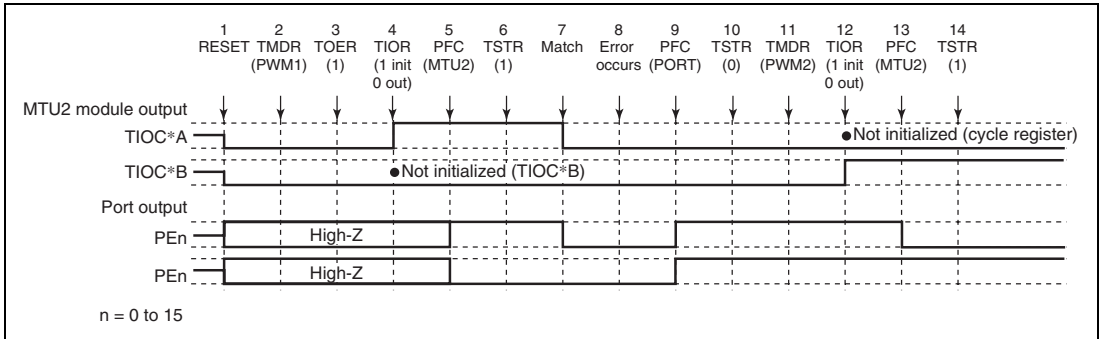 1 2 3 4 5 6 7 8 9 10 11 12 13 14
RESET TMDR TOER TIOR PFC TSTR Match Error PFC TSTR TMDR TIOR PFC TSTR
(PWM1) (1) (1 init (MTU2) (1) occurs (PORT) (0) (PWM2) (1 init (MTU2) (1)
0 out) 0 out)
MTU2 module output
TIOC*A ●Not initialized (cycle register)
TIOC*B ●Not initialized (TIOC*B)
Port output
PEn High-Z
PEn High-Z
n = 0 to 15